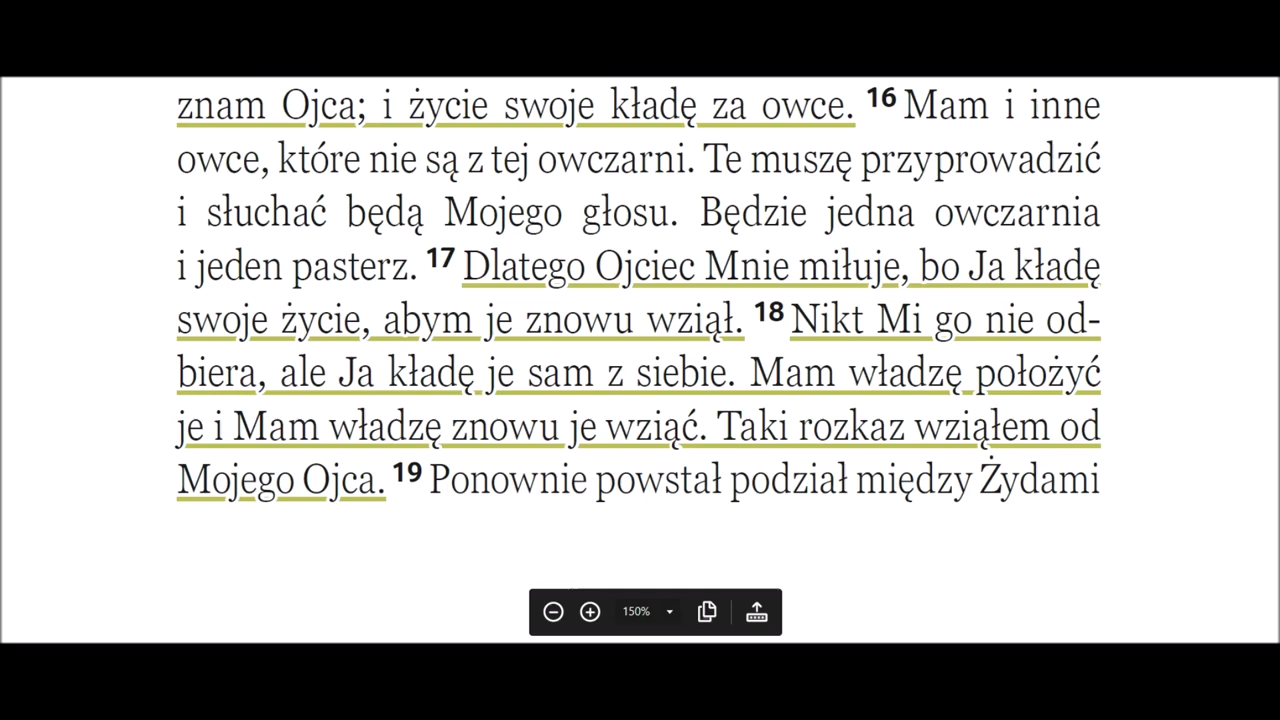 znam Ojca; i życie swoje kładę za owce. 16 Mam i inne
owce, które nie są z tej owczarni. Te muszę przyprowadzić
i słuchać będą Mojego głosu. Będzie jedna owczarnia
i jeden pasterz. 17 Dlatego Ojciec Mnie miłuje, bo Ja kładę
swoje życie, abym je znowu wziął. 18 Nikt Mi go nie od-
biera, ale Ja kładę je sam z siebie. Mam władzę położyć
je i Mam władzę znowu je wziąć. Taki rozkaz wziąłem od
Mojego Ojca. 19 Ponownie powstał podział między Żydami
150%